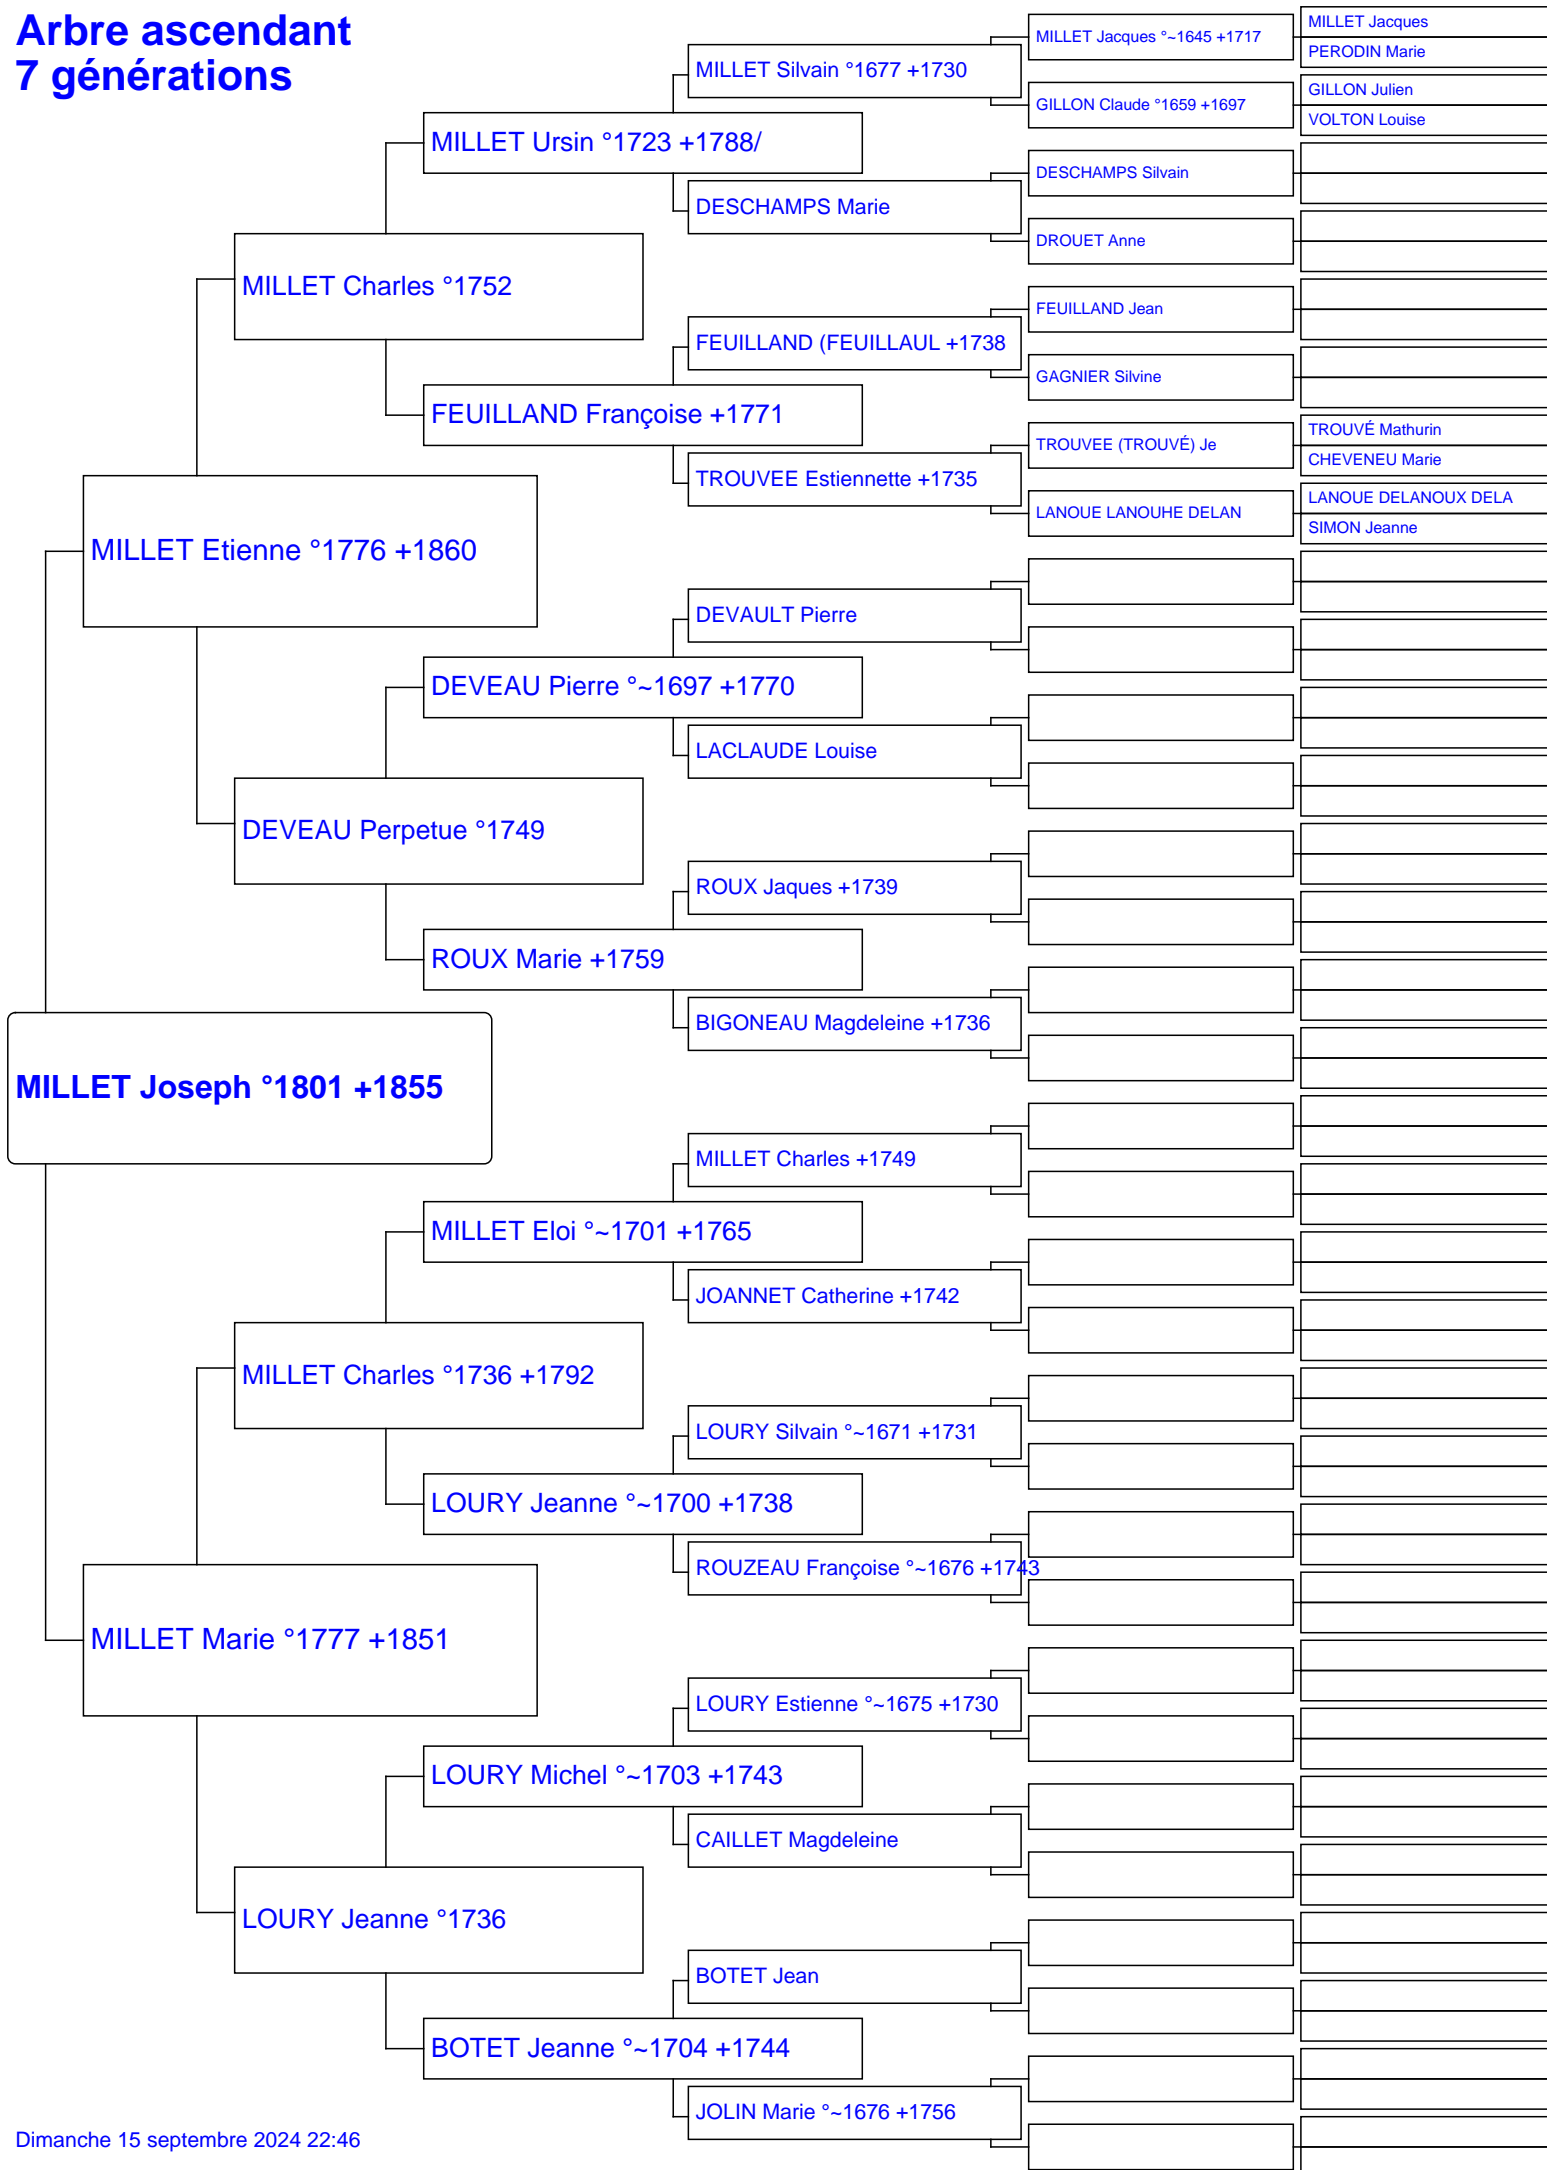 Arbre ascendant
7 générations
MILLET Jacques
PERODIN Marie
MILLET Jacques °~1645 +1717
MILLET Silvain °1677 +1730
GILLON Julien
VOLTON Louise
GILLON Claude °1659 +1697
MILLET Ursin °1723 +1788/
DESCHAMPS Silvain
DESCHAMPS Marie
DROUET Anne
MILLET Charles °1752
FEUILLAND Jean
FEUILLAND (FEUILLAUL +1738
GAGNIER Silvine
FEUILLAND Françoise +1771
TROUVÉ Mathurin
CHEVENEU Marie
TROUVEE (TROUVÉ) Je
TROUVEE Estiennette +1735
LANOUE DELANOUX DELA
SIMON Jeanne
LANOUE LANOUHE DELAN
MILLET Etienne °1776 +1860
DEVAULT Pierre
DEVEAU Pierre °~1697 +1770
LACLAUDE Louise
DEVEAU Perpetue °1749
ROUX Jaques +1739
ROUX Marie +1759
BIGONEAU Magdeleine +1736
MILLET Joseph °1801 +1855
MILLET Charles +1749
MILLET Eloi °~1701 +1765
JOANNET Catherine +1742
MILLET Charles °1736 +1792
LOURY Silvain °~1671 +1731
LOURY Jeanne °~1700 +1738
ROUZEAU Françoise °~1676 +1743
MILLET Marie °1777 +1851
LOURY Estienne °~1675 +1730
LOURY Michel °~1703 +1743
CAILLET Magdeleine
LOURY Jeanne °1736
BOTET Jean
BOTET Jeanne °~1704 +1744
JOLIN Marie °~1676 +1756
Dimanche 15 septembre 2024 22:46